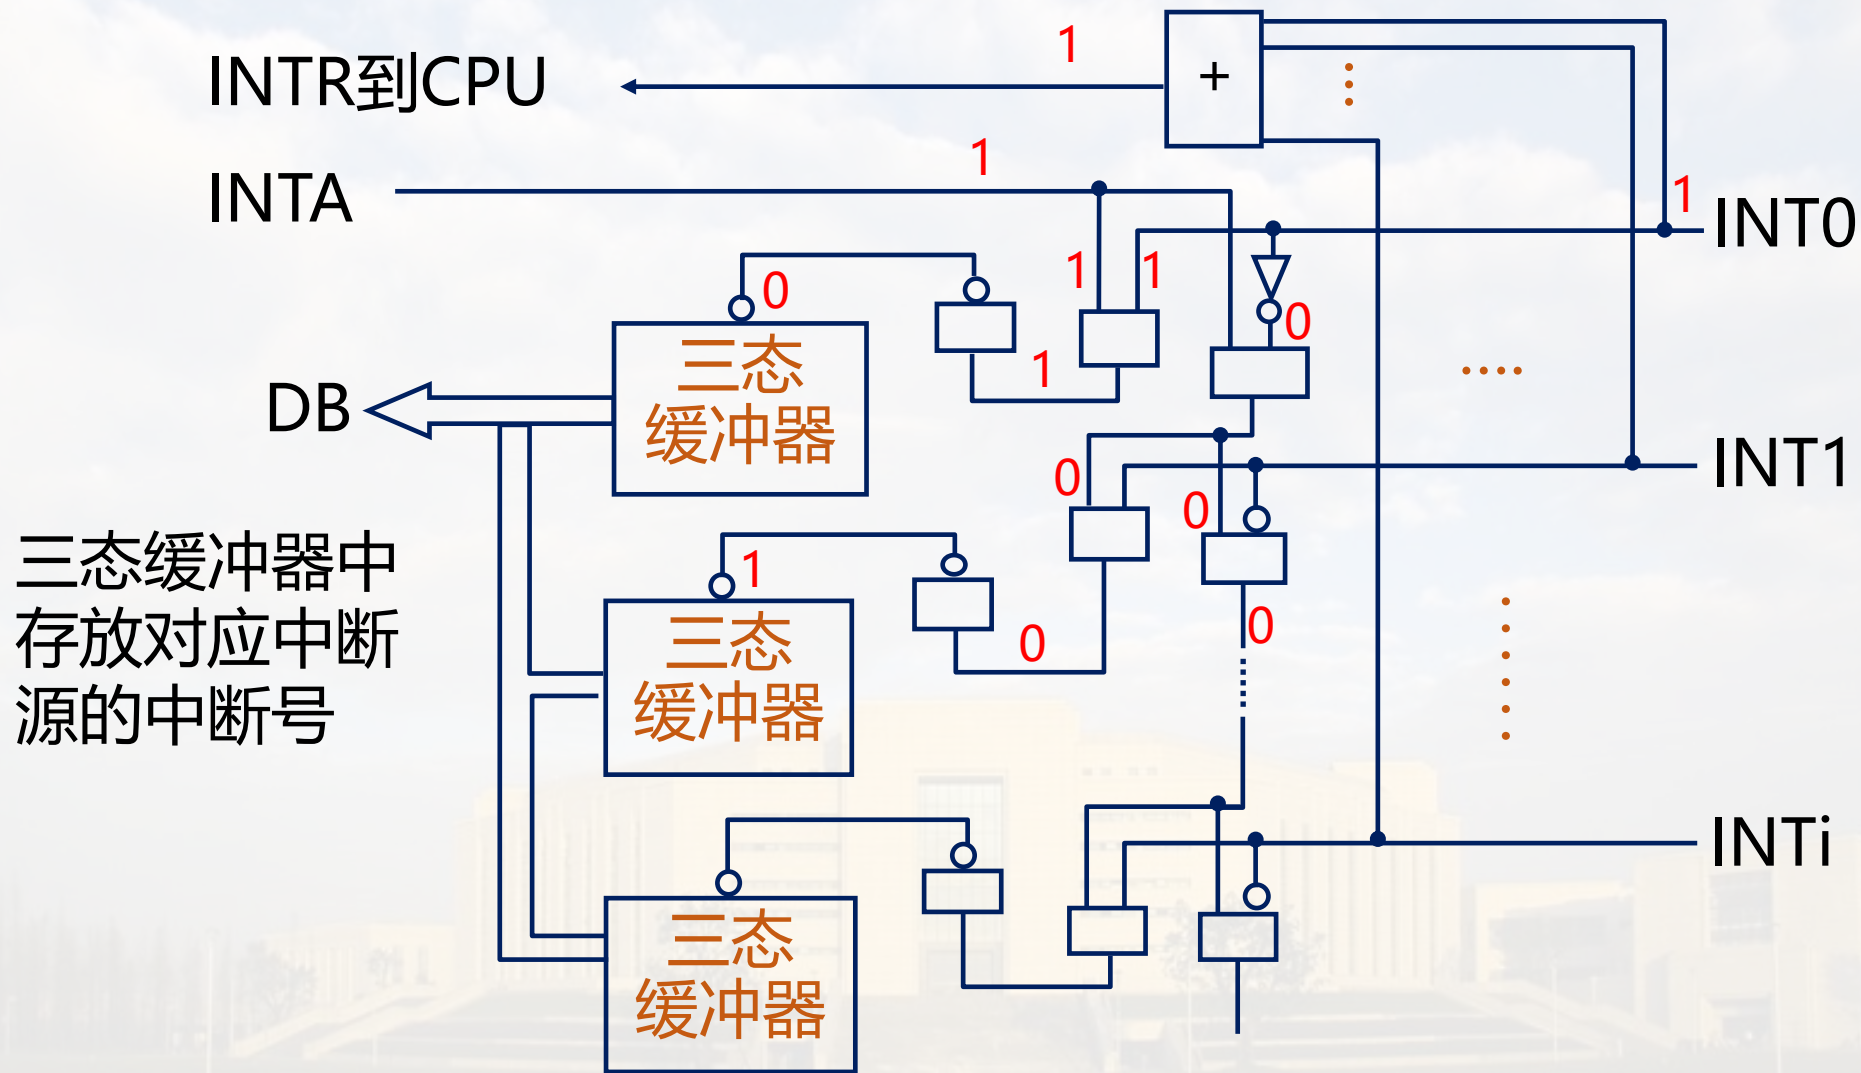 1
+
INTR到CPU
1
INTA
1
INT0
1
1
0
0
三态
缓冲器
1
DB
INT1
0
0
三态缓冲器中
存放对应中断
源的中断号
1
三态
缓冲器
0
0
INTi
三态
缓冲器